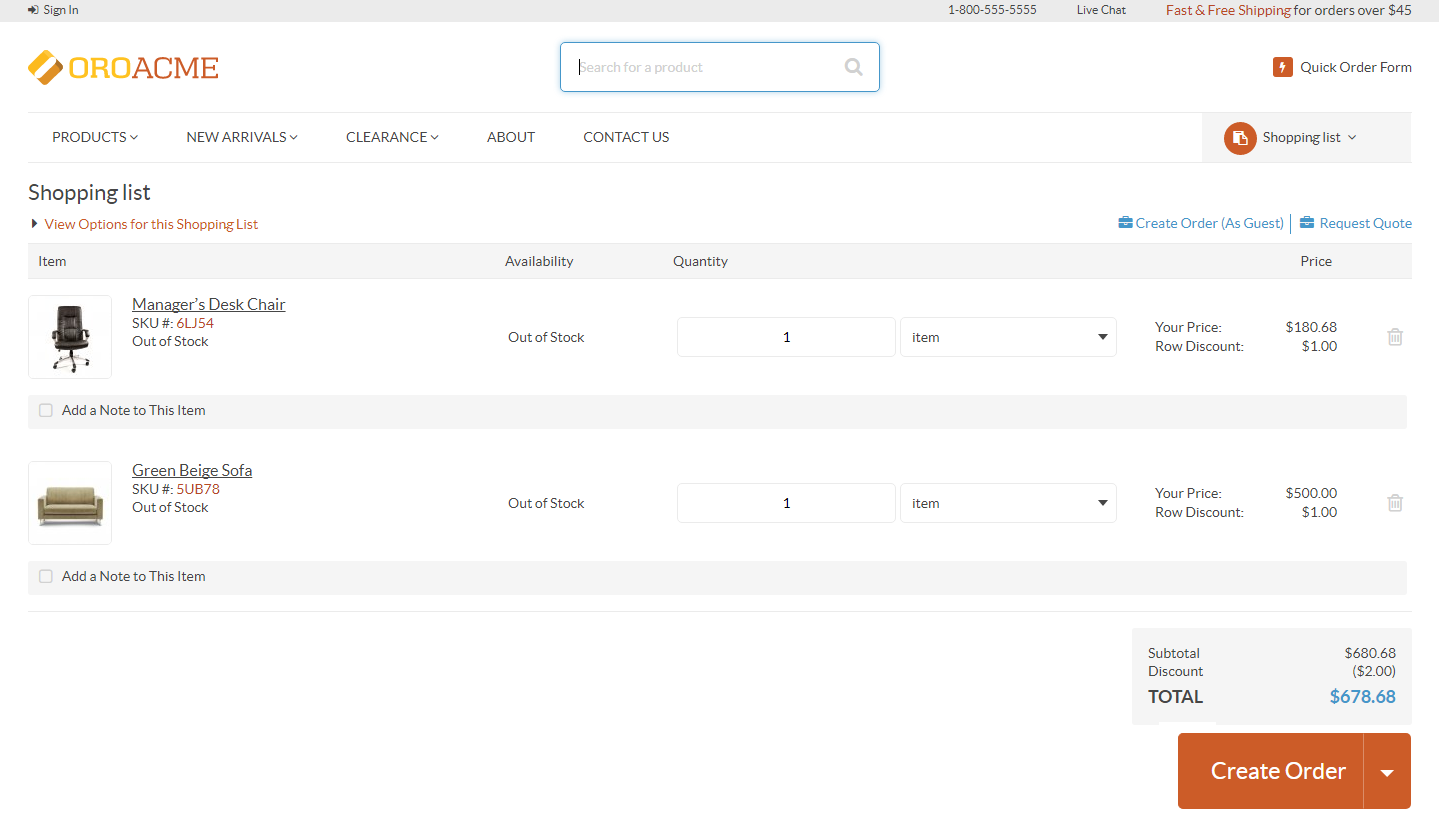 Sign In
1-800-555-5555
Live Chat
Fast & Free Shipping for orders over $45
OROACME
Search for a product
Quick Order Form
PRODUCTS
NEW ARRIVALS
CLEARANCE
ABOUT
CONTACT US
Shopping list
Shopping list
View Options for this Shopping List
Create Order (As Guest)
Request Quote
Item
Availability
Quantity
Price
Manager's Desk Chair
SKU #: 6LJ54
Out of Stock
Out of Stock
1
item
Your Price: $180.68
Row Discount: $1.00
Add a Note to This Item
Green Beige Sofa
SKU #: 5UB78
Out of Stock
Out of Stock
1
item
Your Price: $500.00
Row Discount: $1.00
Add a Note to This Item
Subtotal $680.68
Discount ($2.00)
TOTAL $678.68
Create Order